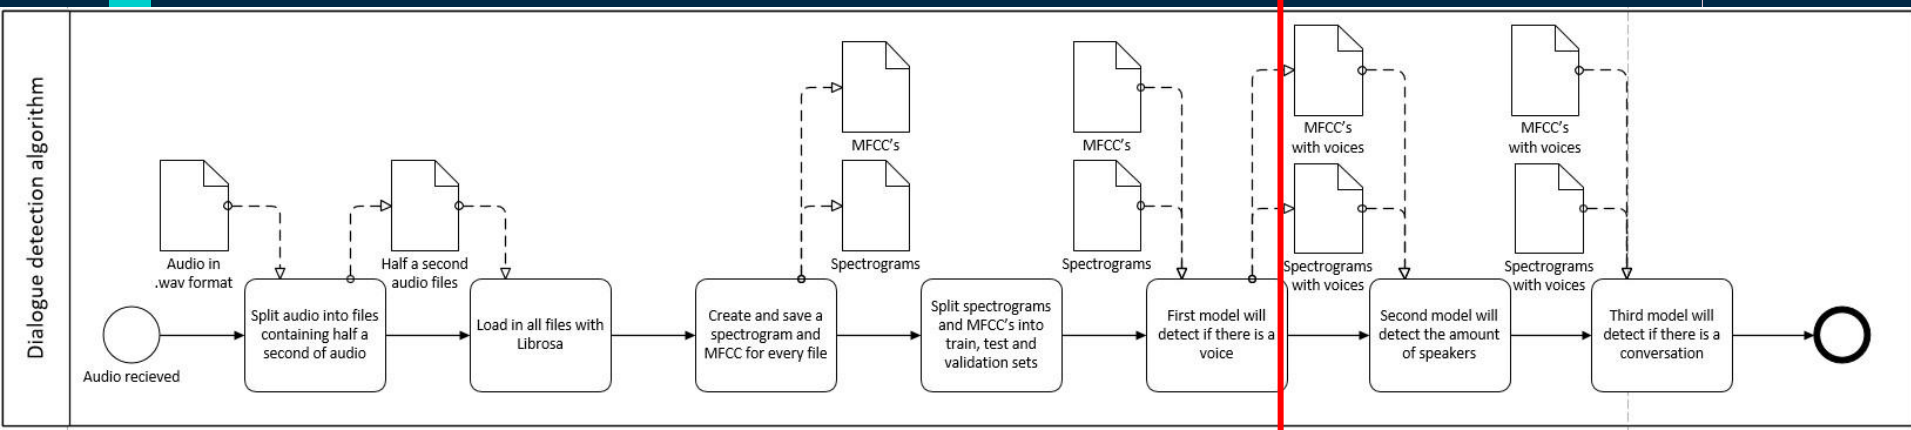 Dialogue detection algorithm
Audio recieved
Audio in
.wav format
Split audio into files
containing half a
second of audio
Half a second
audio files
Load in all files with
Librosa
Create and save a
spectrogram and
MFCC for every file
MFCC's
Spectrograms
Split spectrograms
and MFCC's into
train, test and
validation sets
MFCC's
Spectrograms
First model will
detect if there is a
voice
MFCC's
with voices
Spectrograms
with voices
Second model will
detect the amount
of speakers
MFCC's
with voices
Spectrograms
with voices
Third model will
detect if there is a
conversation